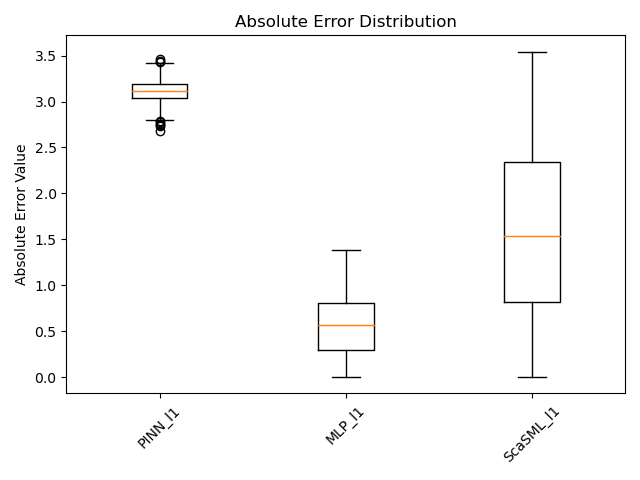 Absolute Error Distribution
Absolute Error Value
3.5
3.0
2.5
2.0
1.5
1.0
0.5
0.0
PINN_l1
MLP_l1
ScaSML_l1